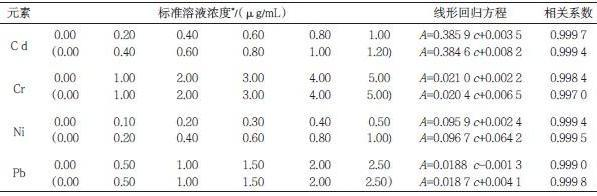 元素 标准溶液浓度*/(μg/mL) 线形回归方程 相关系数
Cd 0.00 0.20 0.40 0.60 0.80 1.00 A=0.385 9 c+0.003 5 0.999 7
(0.00 0.40 0.60 0.80 1.00 1.20) A=0.384 6 c+0.008 2 0.999 4
Cr 0.00 1.00 2.00 3.00 4.00 5.00 A=0.021 0 c+0.002 2 0.998 4
(0.00 1.00 2.00 3.00 4.00 5.00) A=0.020 4 c+0.006 5 0.997 0
Ni 0.00 0.10 0.20 0.30 0.40 0.50 A=0.095 9 c+0.002 4 0.999 4
(0.00 0.20 0.40 0.60 0.80 1.00) A=0.096 7 c+0.064 2 0.999 5
Pb 0.00 0.50 1.00 1.50 2.00 2.50 A=0.0188 c-0.001 3 0.999 0
(0.00 0.50 1.00 1.50 2.00 2.50) A=0.018 7 c+0.004 1 0.999 8